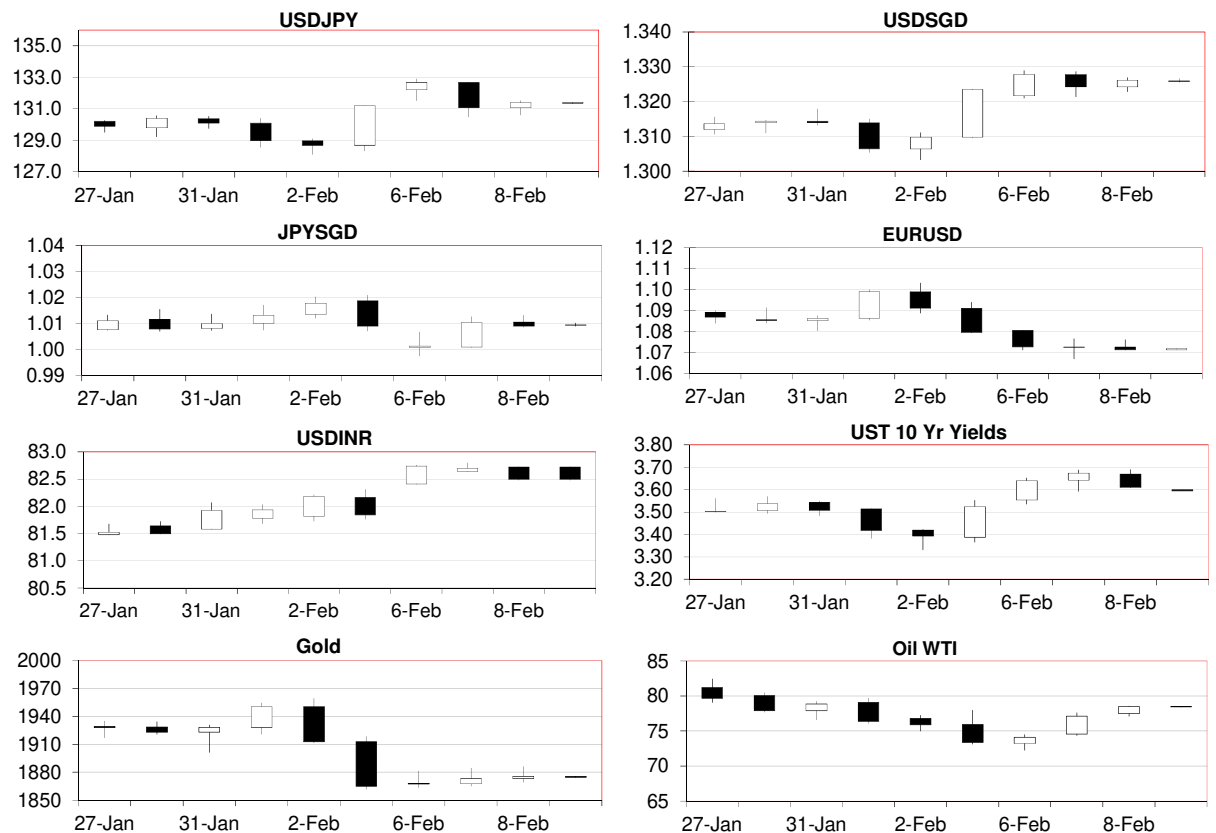 USDJPY
135.0
133.0
131.0
129.0
127.0
27-Jan 31-Jan 2-Feb 6-Feb 8-Feb
USDSGD
1.340
1.330
1.320
1.310
1.300
27-Jan 31-Jan 2-Feb 6-Feb 8-Feb
JPYSGD
1.04
1.03
1.02
1.01
1.00
0.99
27-Jan 31-Jan 2-Feb 6-Feb 8-Feb
EURUSD
1.12
1.11
1.10
1.09
1.08
1.07
1.06
27-Jan 31-Jan 2-Feb 6-Feb 8-Feb
USDINR
83.0
82.5
82.0
81.5
81.0
80.5
27-Jan 31-Jan 2-Feb 6-Feb 8-Feb
UST 10 Yr Yields
3.80
3.70
3.60
3.50
3.40
3.30
3.20
27-Jan 31-Jan 2-Feb 6-Feb 8-Feb
Gold
2000
1970
1940
1910
1880
1850
27-Jan 31-Jan 2-Feb 6-Feb 8-Feb
Oil WTI
85
80
75
70
65
27-Jan 31-Jan 2-Feb 6-Feb 8-Feb